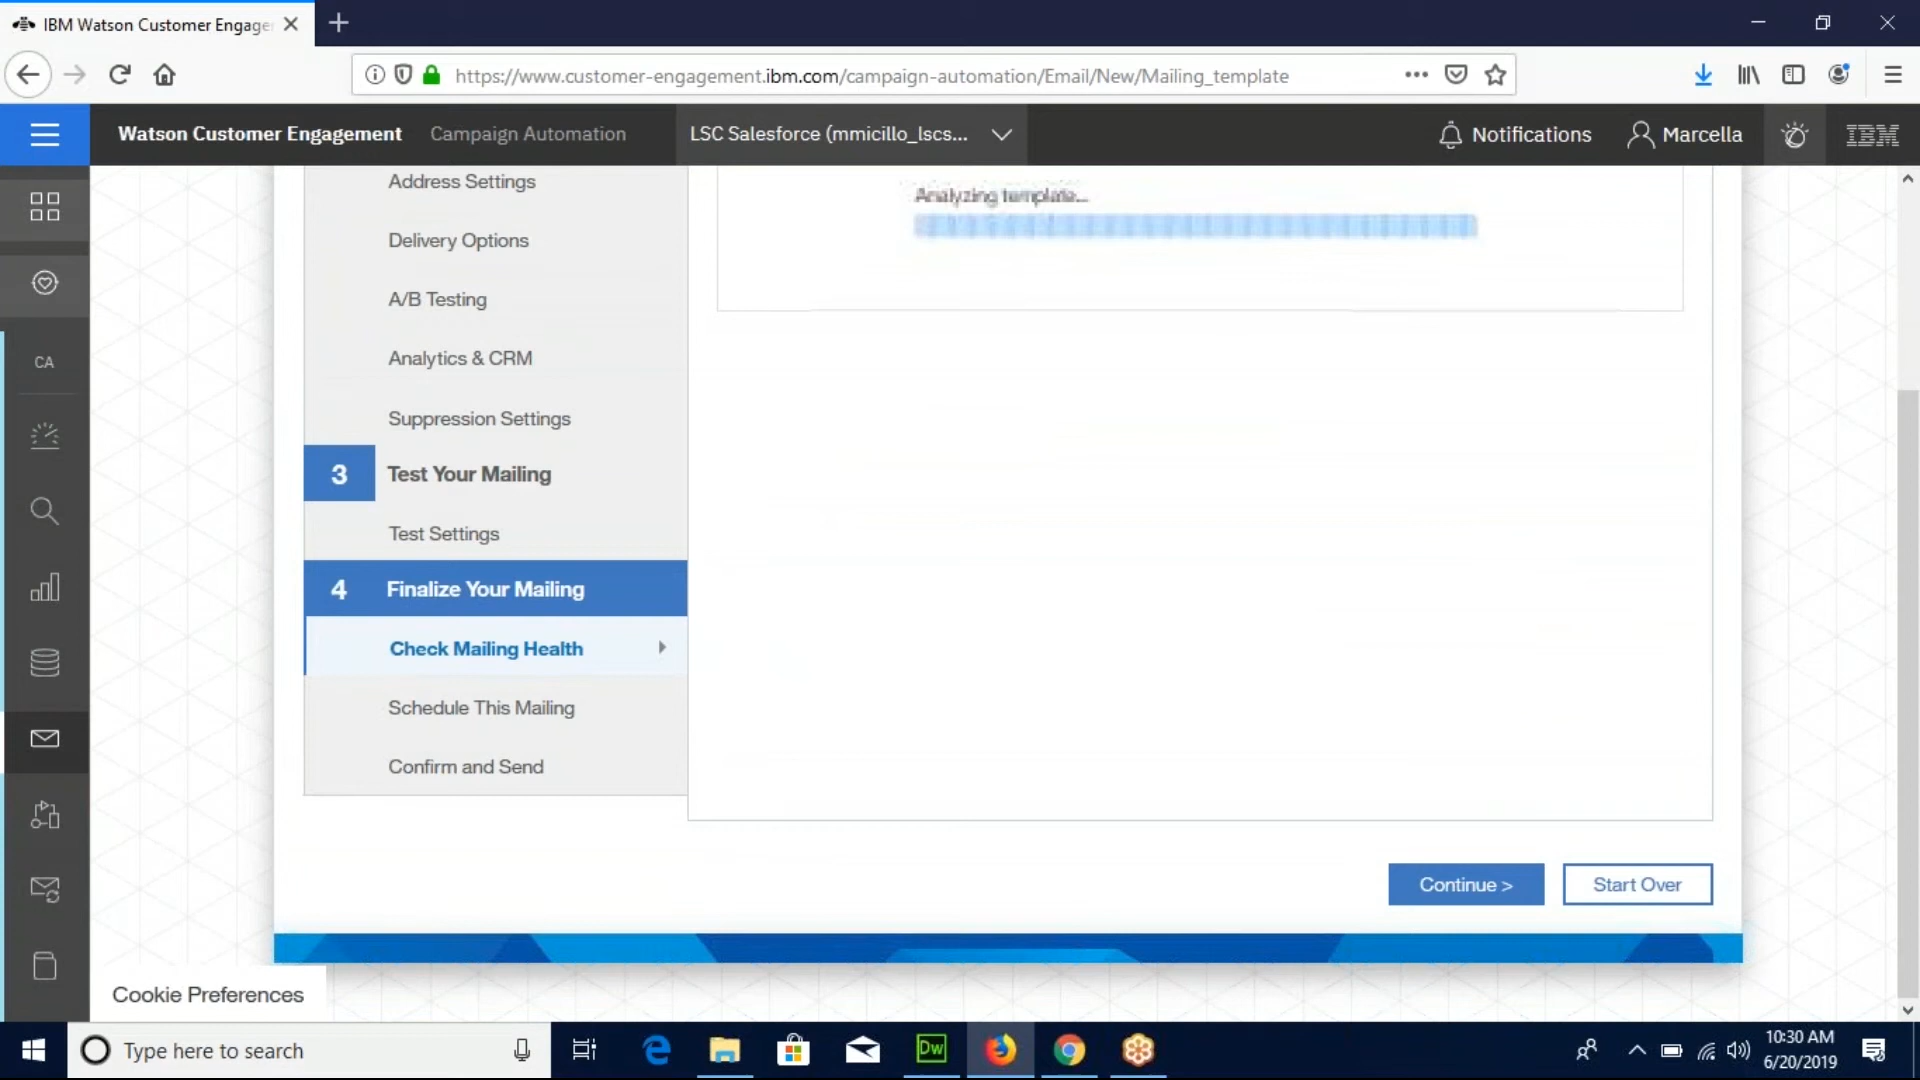 IBM Watson Customer Engage
https://www.customer-engagement.ibm.com/campaign-automation/Email/New/Mailing_template
Watson Customer Engagement
Campaign Automation
LSC Salesforce (mmicillo_lscs...
Notifications
Marcella
IBM
CA
Address Settings
Delivery Options
A/B Testing
Analytics & CRM
Suppression Settings
3 Test Your Mailing
Test Settings
4 Finalize Your Mailing
Check Mailing Health
Schedule This Mailing
Confirm and Send
Analyzing template...
Continue >
Start Over
Cookie Preferences
Type here to search
Dw
10:30 AM
6/20/2019